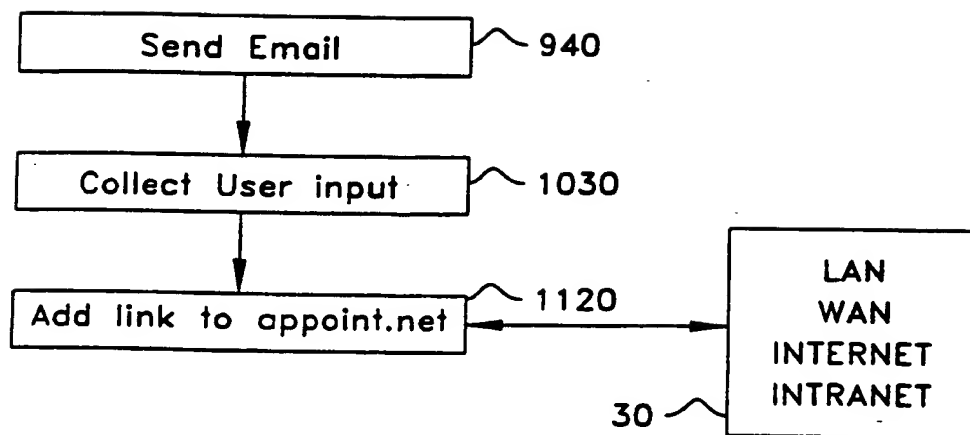 Send Email
940
Collect User input
1030
Add link to appoint.net
1120
LAN
WAN
INTERNET
INTRANET
30